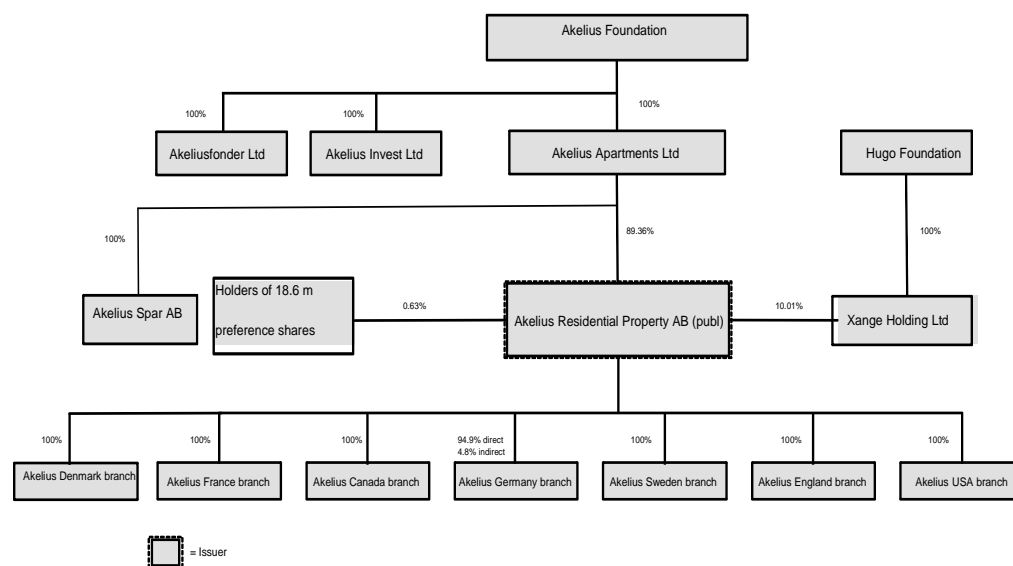 Akelius Foundation
100%
100%
100%
Akeliusfonder Ltd
Akelius Invest Ltd
Akelius Apartments Ltd
Hugo Foundation
100%
89.36%
100%
Akelius Spar AB
Holders of 18.6 m
preference shares
0.63%
Akelius Residential Property AB (publ)
10.01%
Xange Holding Ltd
100%
100%
100%
94.9% direct
4.8% indirect
100%
100%
100%
Akelius Denmark branch
Akelius France branch
Akelius Canada branch
Akelius Germany branch
Akelius Sweden branch
Akelius England branch
Akelius USA branch
= Issuer